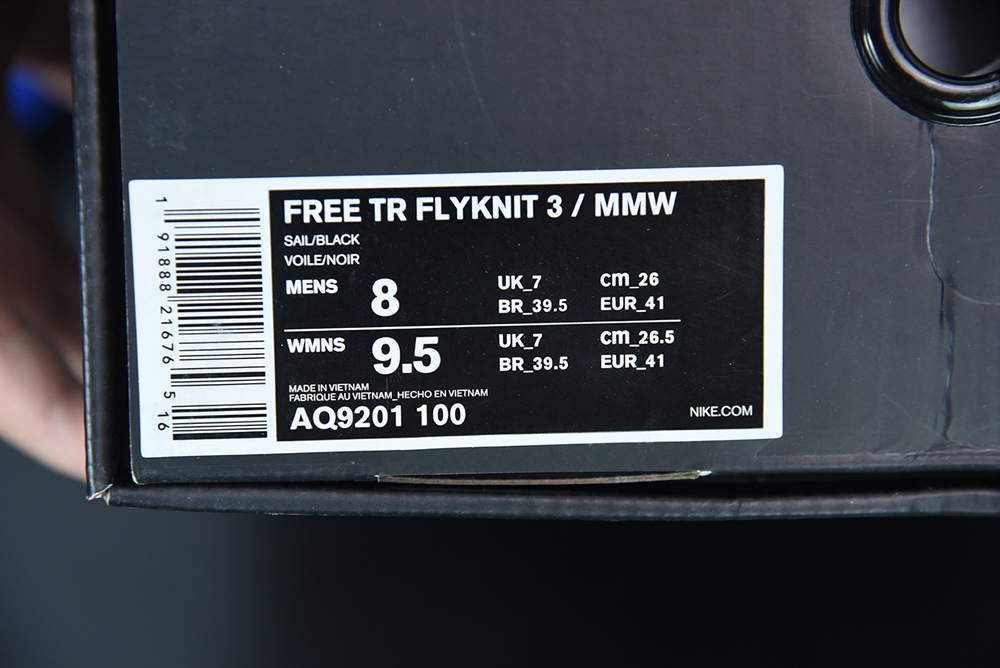 1 91888 21676 5 16
FREE TR FLYKNIT 3 / MMW
SAIL/BLACK
VOILE/NOIR
MENS 8 UK_7 cm_26
BR_39.5 EUR_41
WMNS 9.5 UK_7 cm_26.5
BR_39.5 EUR_41
MADE IN VIETNAM
FABRIQUE AU VIETNAM_HECHO EN VIETNAM
AQ9201 100 NIKE.COM